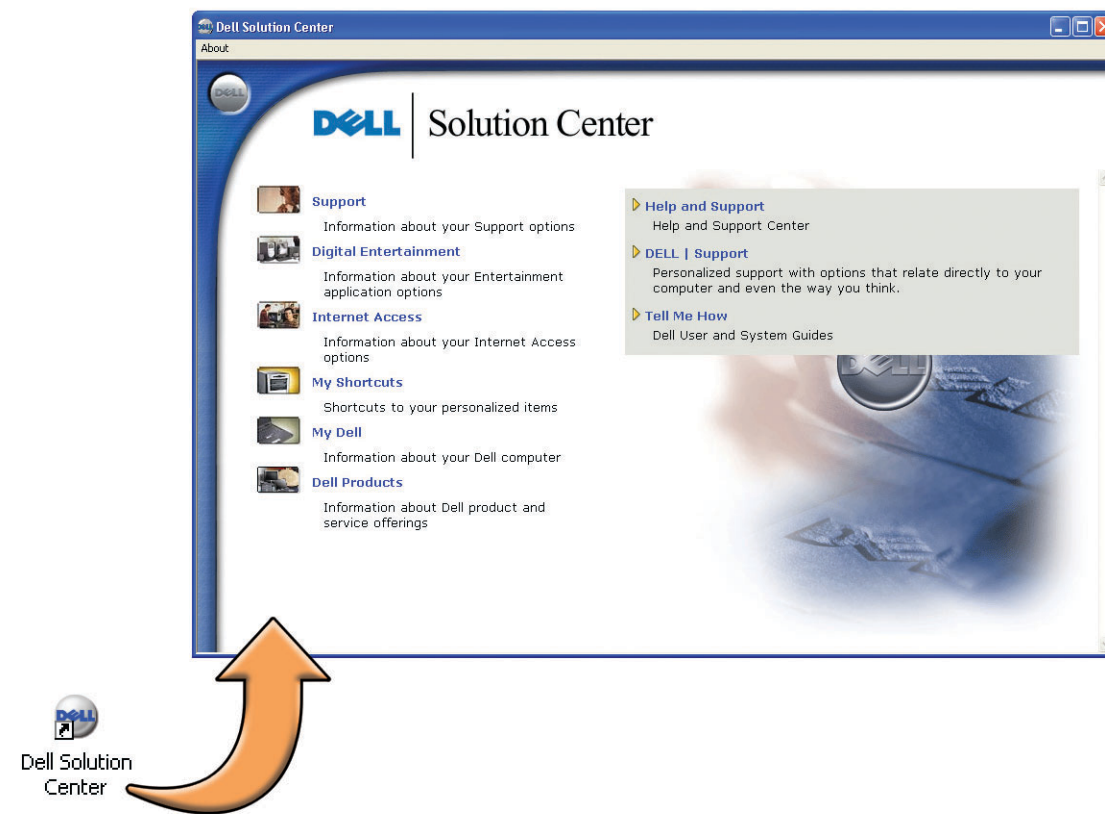 Dell Solution Center
About
DELL
DELL | Solution Center
Support
Information about your Support options
Digital Entertainment
Information about your Entertainment
application options
Internet Access
Information about your Internet Access
options
My Shortcuts
Shortcuts to your personalized items
My Dell
Information about your Dell computer
Dell Products
Information about Dell product and
service offerings
Help and Support
Help and Support Center
DELL | Support
Personalized support with options that relate directly to your
computer and even the way you think.
Tell Me How
Dell User and System Guides
DELL
DELL
Dell Solution
Center